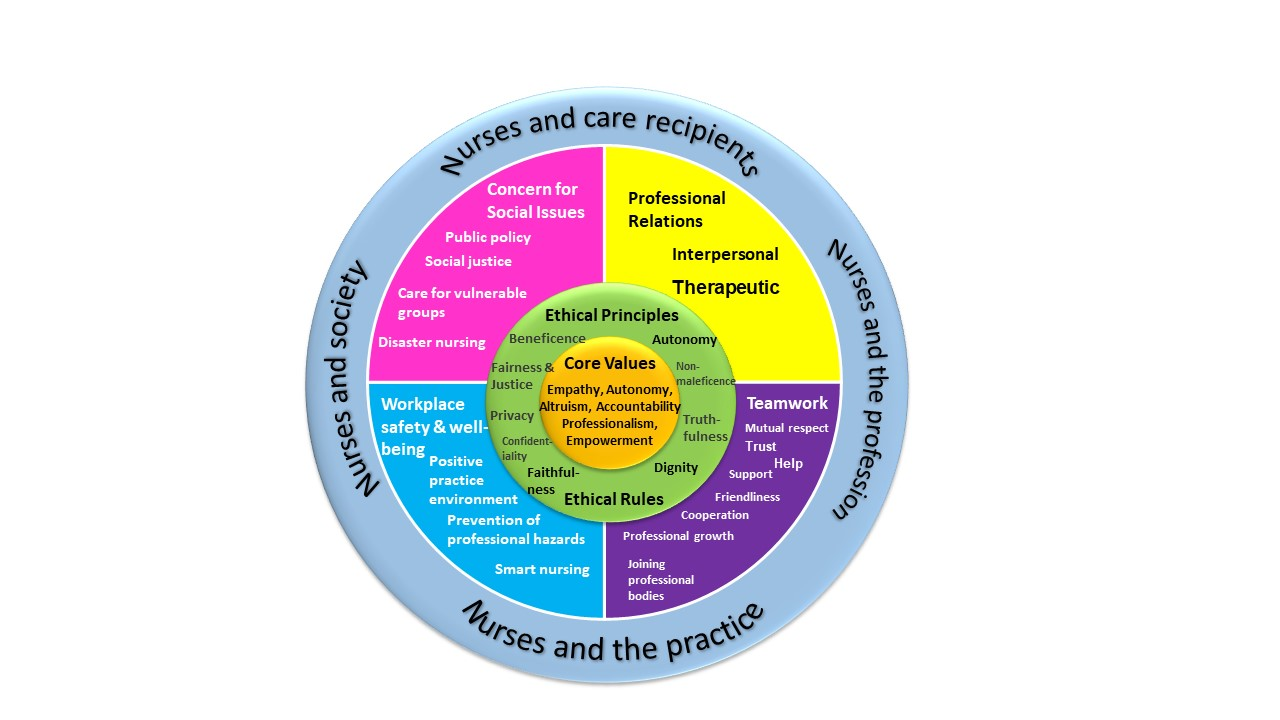 Nurses and care recipients
Nurses and society
Nurses and the profession
Nurses and the practice
Concern for
Social Issues
Public policy
Social justice
Care for vulnerable
groups
Disaster nursing
Professional
Relations
Interpersonal
Therapeutic
Workplace
safety & well-
being
Positive
practice
environment
Prevention of
professional hazards
Smart nursing
Teamwork
Mutual respect
Trust
Help
Support
Friendliness
Cooperation
Professional growth
Joining
professional
bodies
Ethical Principles
Beneficence
Autonomy
Fairness &
Justice
Non-
maleficence
Privacy
Truth-
fulness
Confident-
iality
Faithful-
ness
Dignity
Ethical Rules
Core Values
Empathy, Autonomy,
Altruism, Accountability
Professionalism,
Empowerment